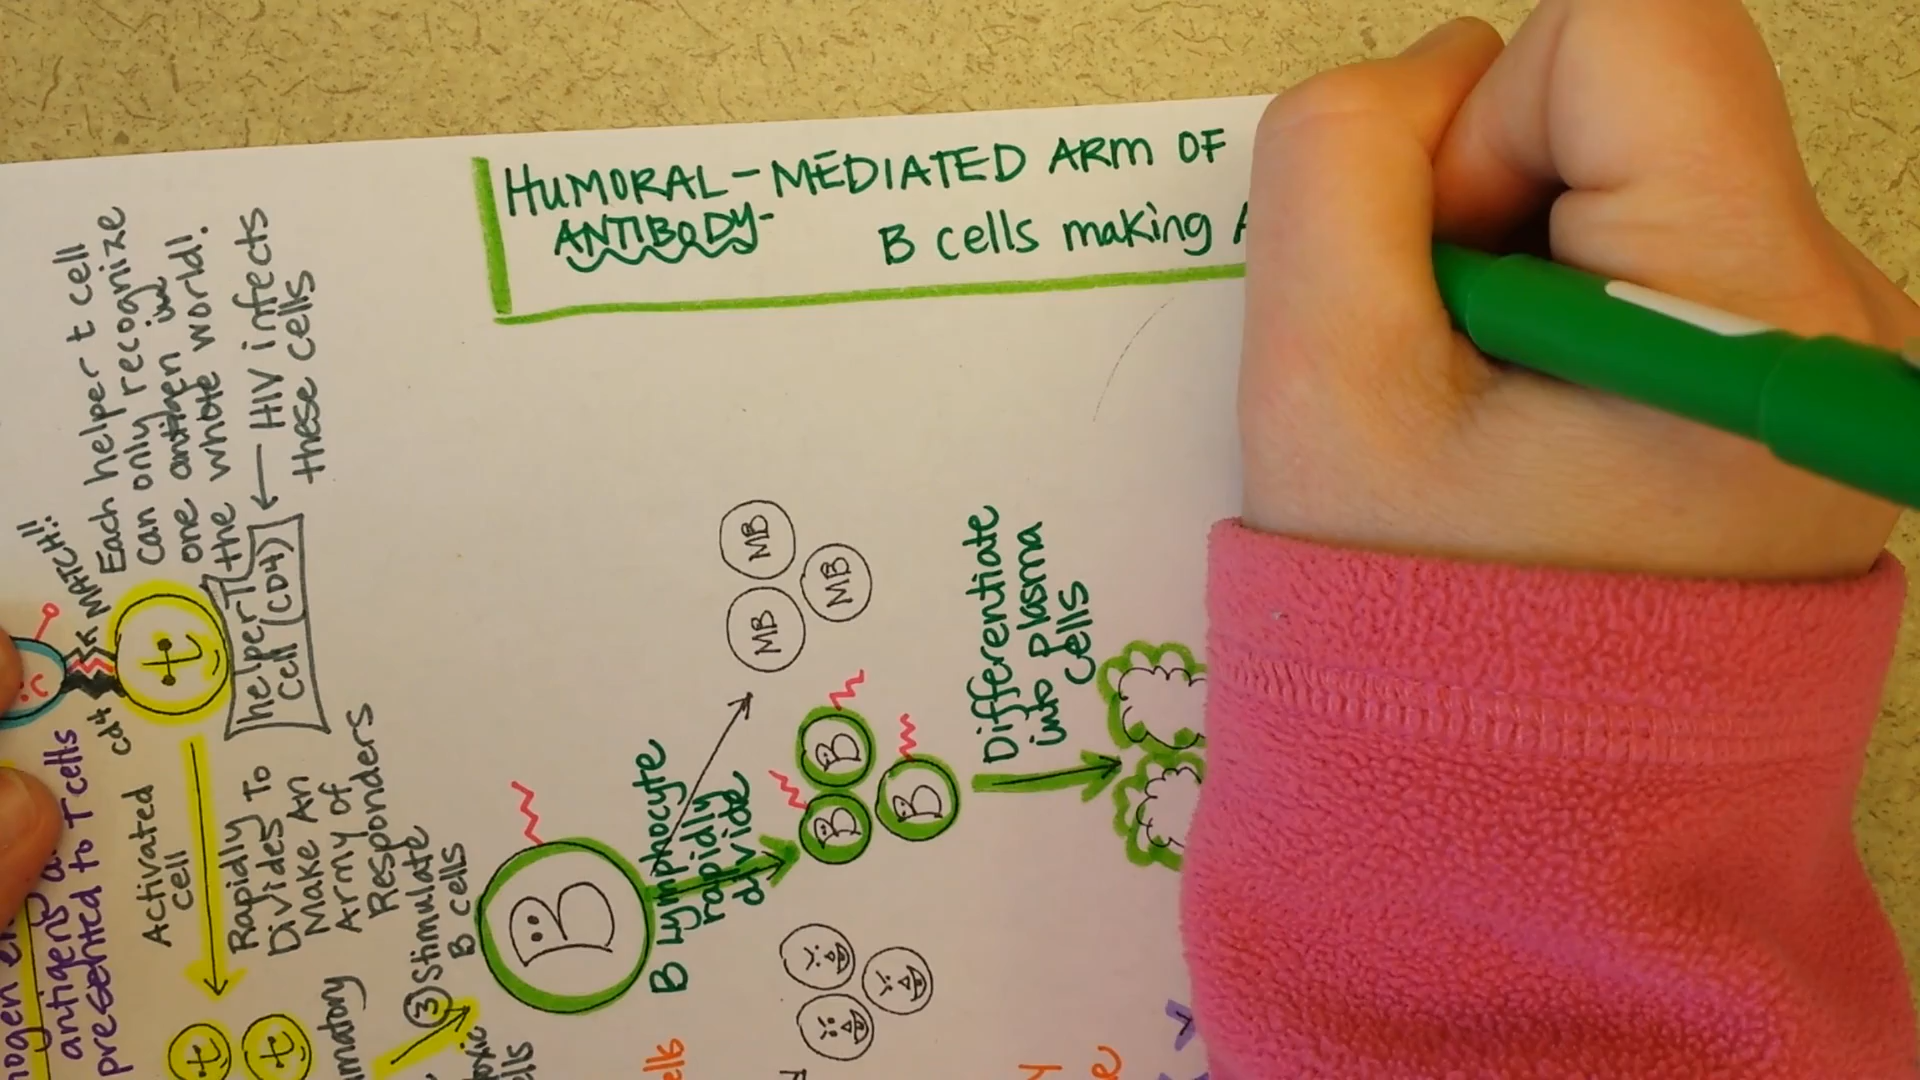 HUMORAL-MEDIATED ARM OF
ANTIBODY-
B cells making A
MATCH!!
Each helper t cell
can only recognize
one antigen in
the whole world!
← HIV infects
these cells
helper T
cell (CD4)
cd4
t
antigens
presented to T cells
Activated
cell
Rapidly
Divides To
Make An
Army of
Responders
③ Stimulate
B cells
t
t
B
B Lymphocyte
rapidly
divide
MB
MB
MB
B
B
B
Differentiate
into plasma
cells